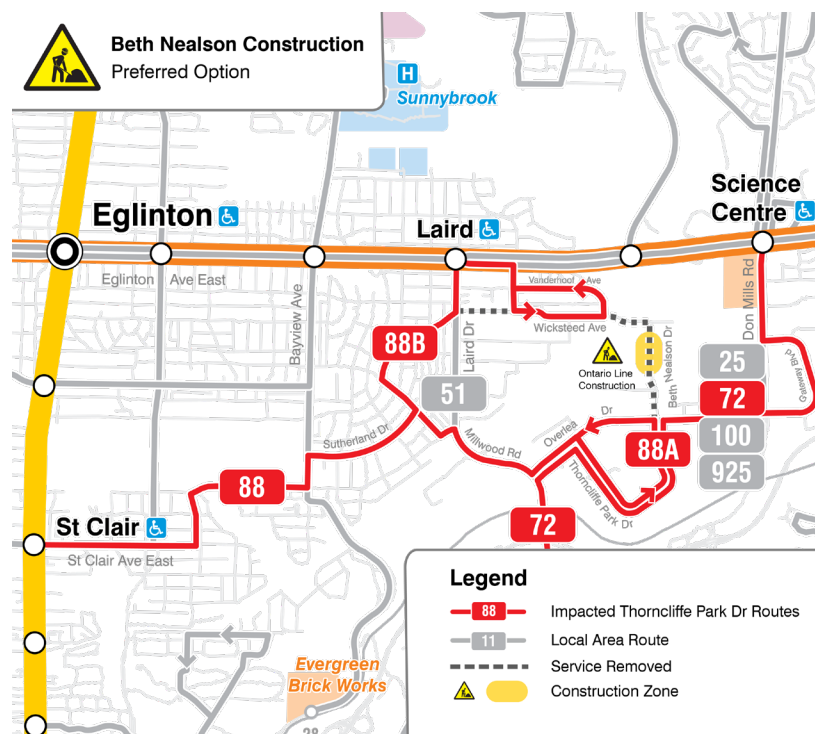 Beth Nealson Construction
Preferred Option
H
Sunnybrook
Science
Centre
Eglinton
Laird
Eglinton Ave East
Vanderhoof Ave
Wicksteed Ave
Don Mills Rd
Bayview Ave
Laird Dr
88B
Ontario Line
Construction
Beth Nealson Dr
Gateway Blvd
25
72
100
925
51
Overlea Dr
88A
Sutherland Dr
Millwood Rd
Thorncliffe Park Dr
88
72
St Clair
St Clair Ave East
Evergreen
Brick Works
28
Legend
88 Impacted Thorncliffe Park Dr Routes
11 Local Area Route
Service Removed
Construction Zone